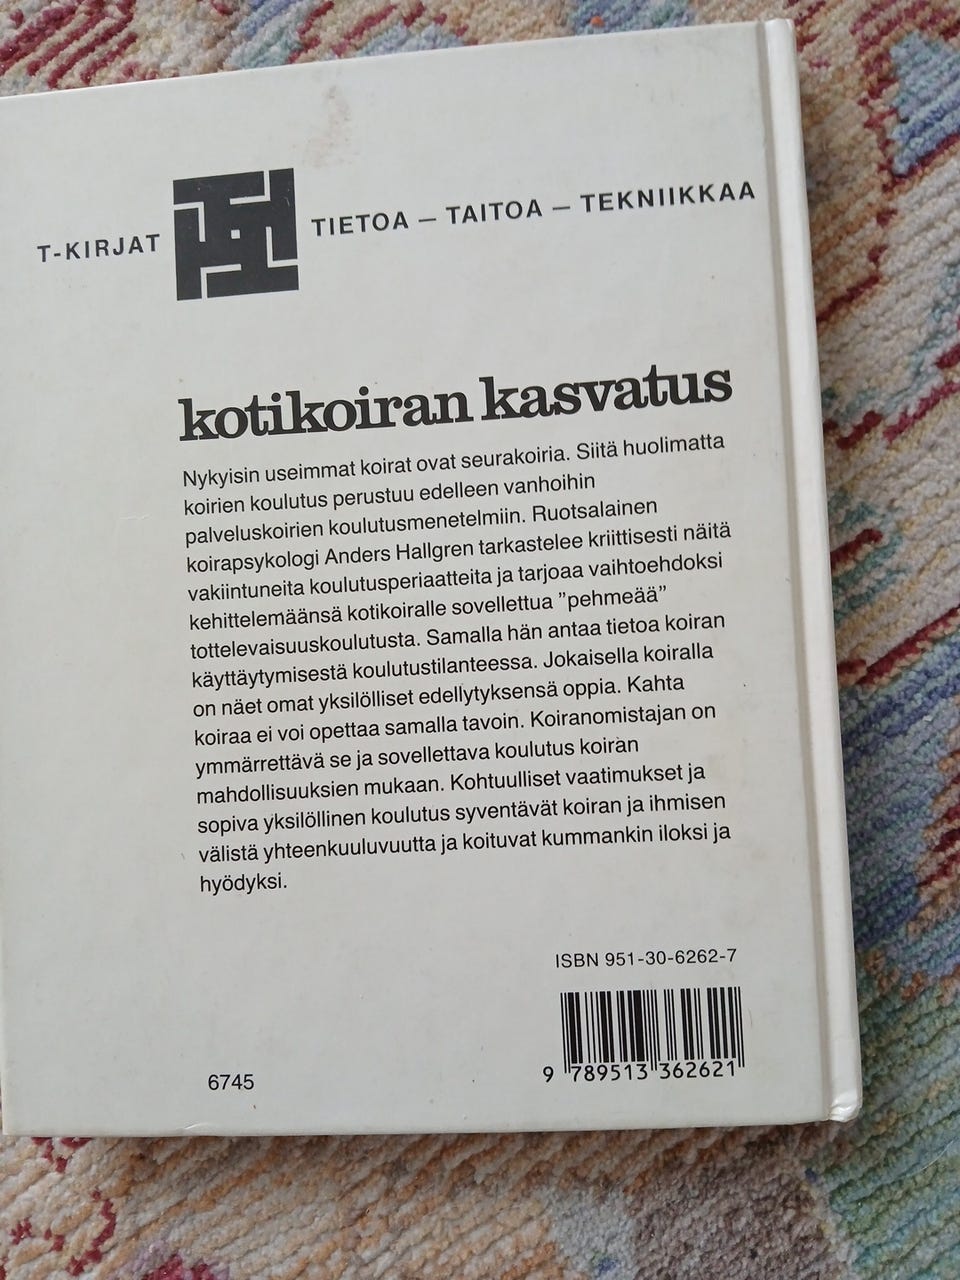 T-KIRJAT TIETOA – TAITOA – TEKNIIKKAA
kotikoiran kasvatus
Nykyisin useimmat koirat ovat seurakoiria. Siitä huolimatta
koirien koulutus perustuu edelleen vanhoihin
palveluskoirien koulutusmenetelmiin. Ruotsalainen
koirapsykologi Anders Hallgren tarkastelee kriittisesti näitä
vakiintuneita koulutusperiaatteita ja tarjoaa vaihtoehdoksi
kehittelemäänsä kotikoiralle sovellettua ”pehmeää”
tottelevaisuuskoulutusta. Samalla hän antaa tietoa koiran
käyttäytymisestä koulutustilanteessa. Jokaisella koiralla
on näet omat yksilölliset edellytyksensä oppia. Kahta
koiraa ei voi opettaa samalla tavoin. Koiranomistajan on
ymmärrettävä se ja sovellettava koulutus koiran
mahdollisuuksien mukaan. Kohtuulliset vaatimukset ja
sopiva yksilöllinen koulutus syventävät koiran ja ihmisen
välistä yhteenkuuluvuutta ja koituvat kummankin iloksi ja
hyödyksi.
ISBN 951-30-6262-7
9 789513 362621
6745